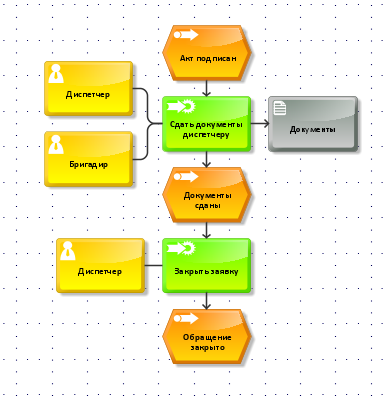 Акт подписан
Диспетчер
Сдать документы
диспетчеру
Документы
Бригадир
Документы
сданы
Диспетчер
Закрыть заявку
Обращение
закрыто